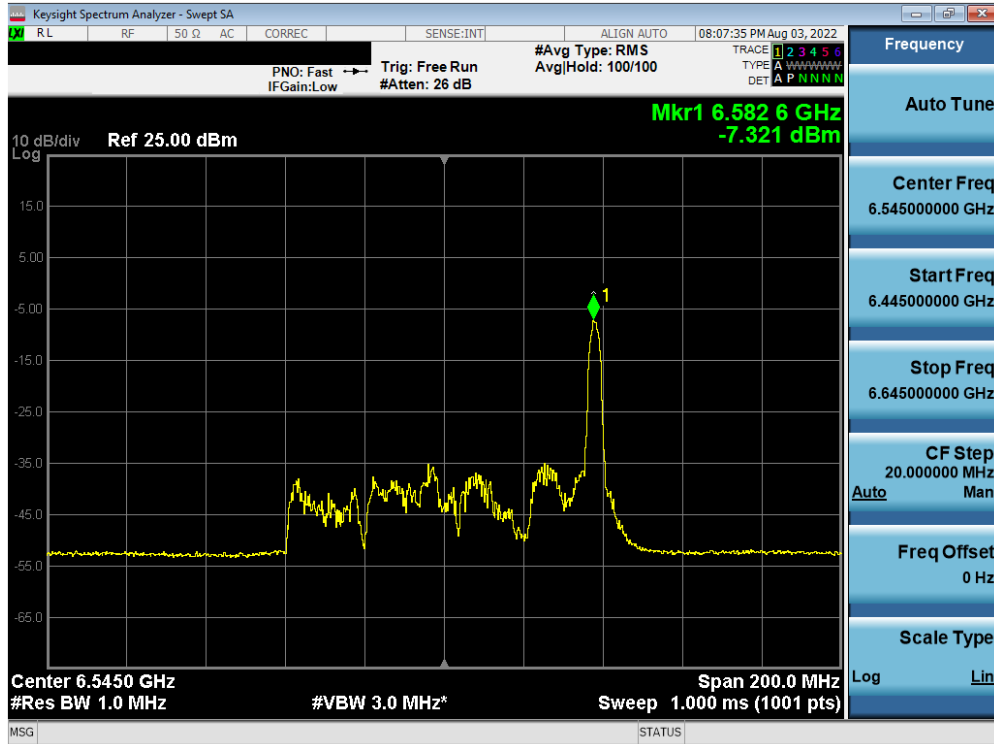 Keysight Spectrum Analyzer - Swept SA
LXI RL RF 50 Ω AC CORREC SENSE:INT ALIGN AUTO 08:07:35 PM Aug 03, 2022
PNO: Fast
IFGain:Low
Trig: Free Run
#Atten: 26 dB
#Avg Type: RMS
Avg|Hold: 100/100
TRACE 1 2 3 4 5 6
TYPE A WWWWW
DET A P N N N N
Mkr1 6.582 6 GHz
-7.321 dBm
10 dB/div Ref 25.00 dBm
Log
15.0
5.00
-5.00
-15.0
-25.0
-35.0
-45.0
-55.0
-65.0
1
Center 6.5450 GHz Span 200.0 MHz
#Res BW 1.0 MHz #VBW 3.0 MHz* Sweep 1.000 ms (1001 pts)
MSG STATUS
Frequency
Auto Tune
Center Freq
6.545000000 GHz
Start Freq
6.445000000 GHz
Stop Freq
6.645000000 GHz
CF Step
20.000000 MHz
Auto Man
Freq Offset
0 Hz
Scale Type
Log Lin